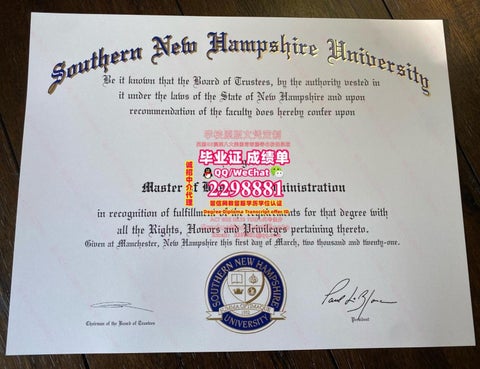 Southern New Hampshire University
Be it known that the Board of Trustees, by the authority vested in
it under the laws of the State of New Hampshire and upon
recommendation of the faculty does hereby confer upon
毕业证,成绩单
QQ/WeChat
诚招中介代理
2298881
Master of
ministration
in recognition of fulfillment of the requirements for that degree with
all the Rights, Honors and Privileges pertaining thereto.
Given at Manchester, New Hampshire this first day of March, two thousand and twenty-one.
SOUTHERN NEW HAMPSHIRE
UNIVERSITY
Chairman of the Board of Trustees
President